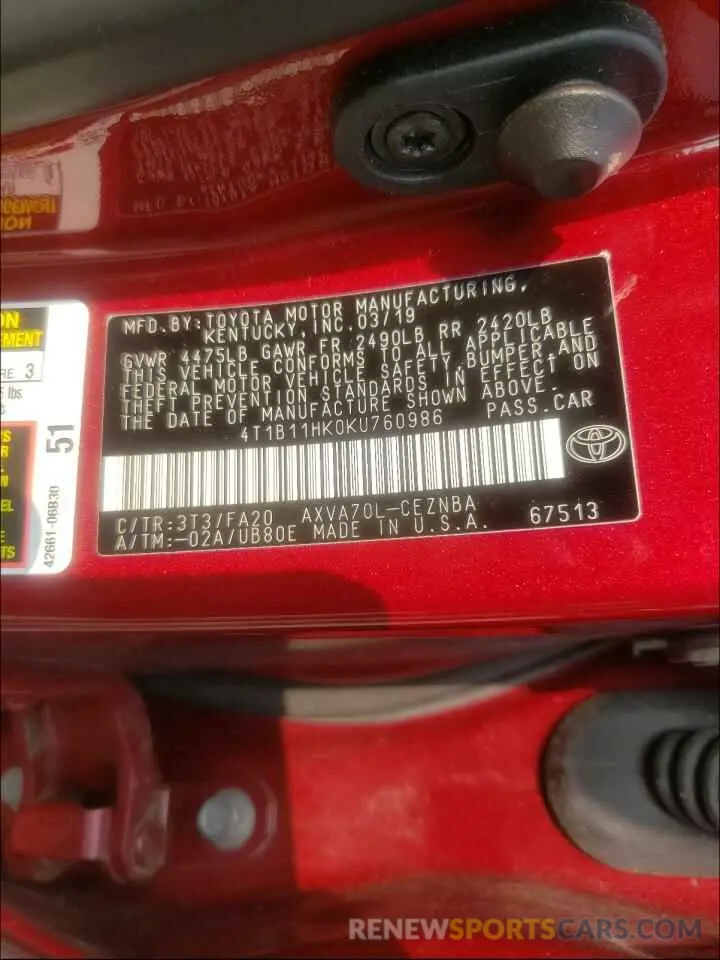 MFD.BY:TOYOTA MOTOR MANUFACTURING,
KENTUCKY,INC.03/19
GVWR 4475LB GAWR FR 2490LB RR 2420LB
THIS VEHICLE CONFORMS TO ALL APPLICABLE
FEDERAL MOTOR VEHICLE SAFETY,BUMPER,AND
THEFT PREVENTION STANDARDS IN EFFECT ON
THE DATE OF MANUFACTURE SHOWN ABOVE.
4T1B11HK0KU760986 PASS.CAR
C/TR:3T3/FA20 AXVA70L-CEZNBA
A/TM:-02A/UB80E MADE IN U.S.A. 67513
51
42661-06B30
3
lbs
RENEWSPORTSCARS.COM